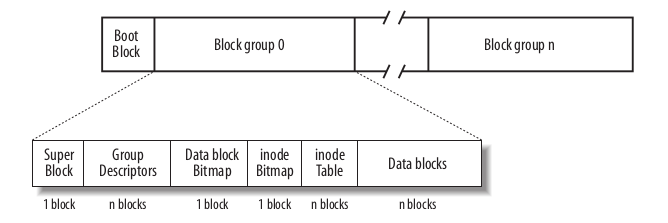 Boot
Block
Block group 0
Block group n
Super
Block
Group
Descriptors
Data block
Bitmap
inode
Bitmap
inode
Table
Data blocks
1 block
n blocks
1 block
1 block
n blocks
n blocks